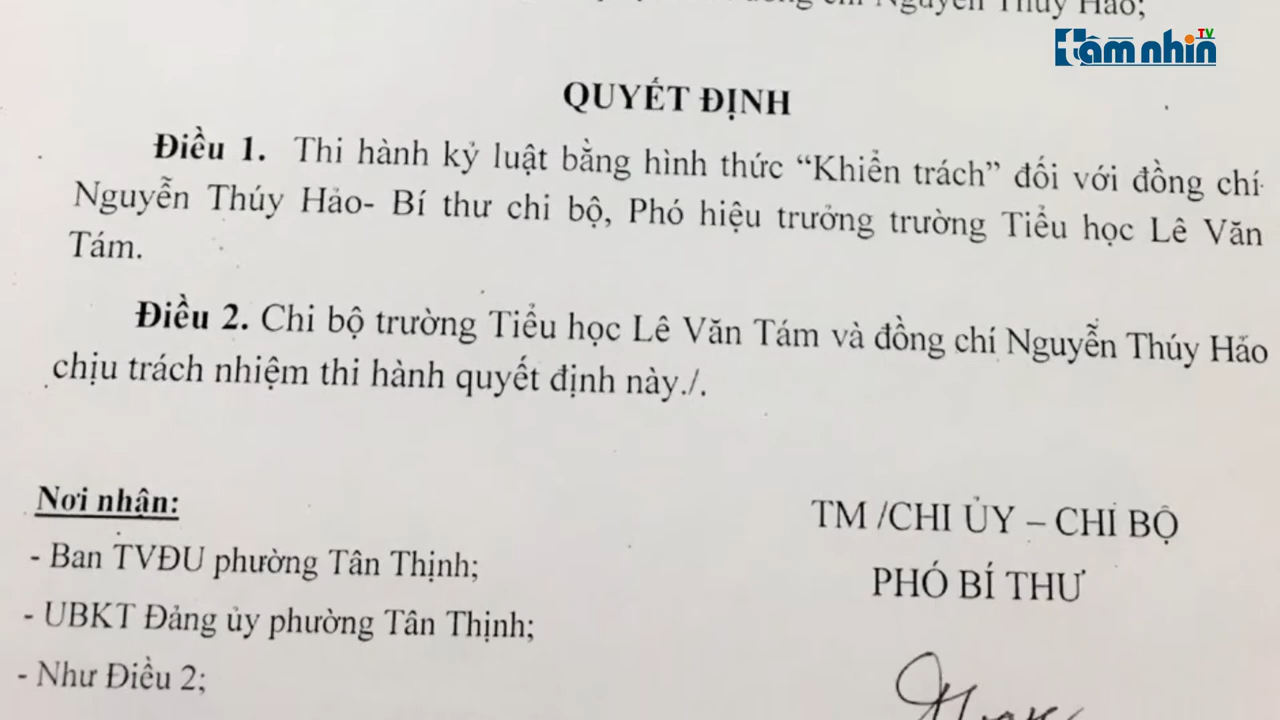 Nguyễn Thúy Hảo;
tầm nhìn TV
QUYẾT ĐỊNH
Điều 1. Thi hành kỷ luật bằng hình thức “Khiển trách” đối với đồng chí
Nguyễn Thúy Hảo- Bí thư chi bộ, Phó hiệu trưởng trường Tiểu học Lê Văn
Tám.
Điều 2. Chi bộ trường Tiểu học Lê Văn Tám và đồng chí Nguyễn Thúy Hảo
chịu trách nhiệm thi hành quyết định này./.
Nơi nhận:
- Ban TVĐU phường Tân Thịnh;
- UBKT Đảng ủy phường Tân Thịnh;
- Như Điều 2;
TM /CHI ỦY – CHI BỘ
PHÓ BÍ THƯ